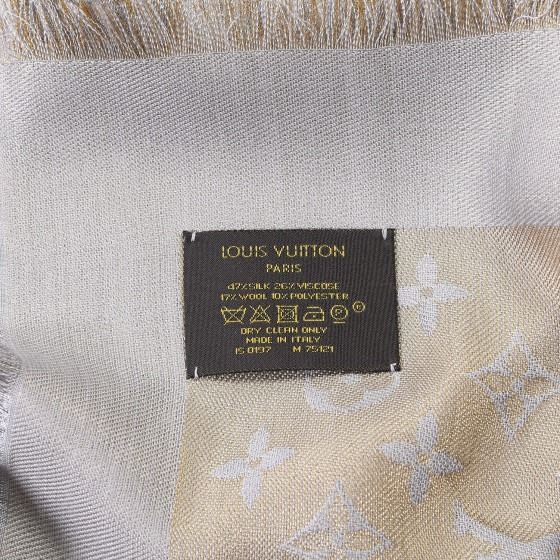 LOUIS VUITTON
PARIS
47%SILK 26%VISCOSE
17% WOOL 10% POLYESTER
P
DRY CLEAN ONLY
MADE IN ITALY
IS 0197 M 75121